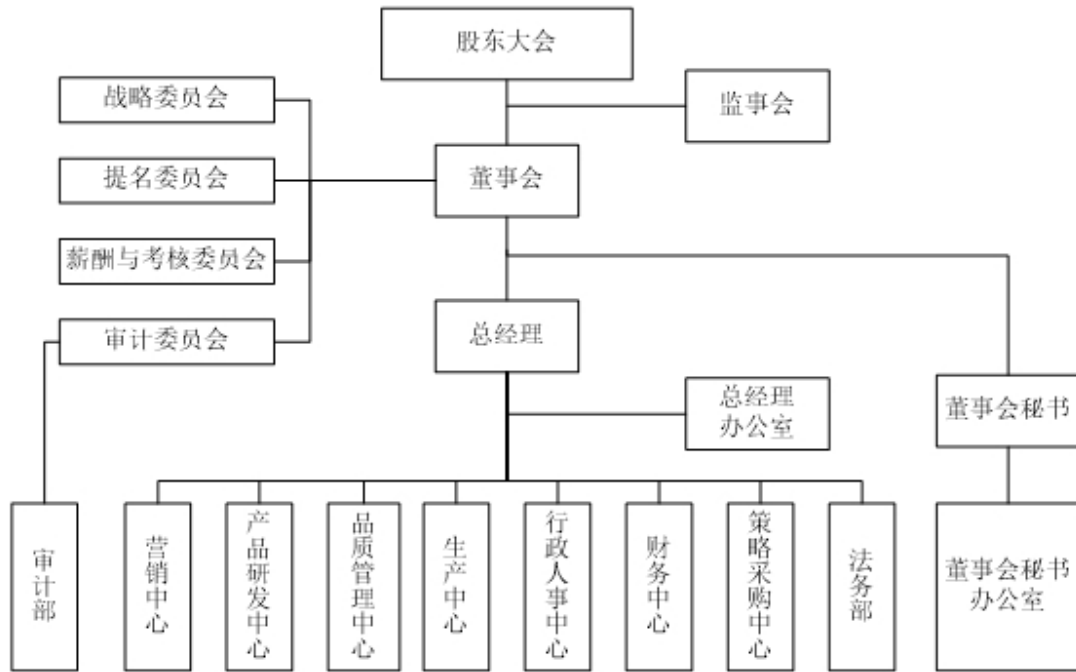 股东大会
战略委员会
监事会
提名委员会
董事会
薪酬与考核委员会
审计委员会
总经理
总经理
办公室
董事会秘书
审计部
营销中心
产品研发中心
品质管理中心
生产中心
行政人事中心
财务中心
策略采购中心
法务部
董事会秘书
办公室